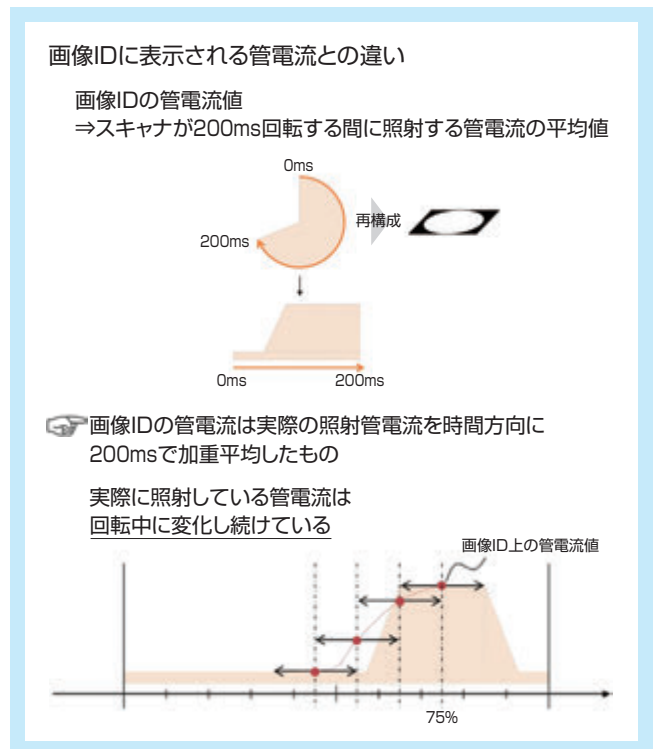 画像IDに表示される管電流との違い
画像IDの管電流値
⇒スキャナが200ms回転する間に照射する管電流の平均値
0ms
200ms
再構成
0ms
200ms
画像IDの管電流は実際の照射管電流を時間方向に
200msで加重平均したもの
実際に照射している管電流は
回転中に変化し続けている
画像ID上の管電流値
75%